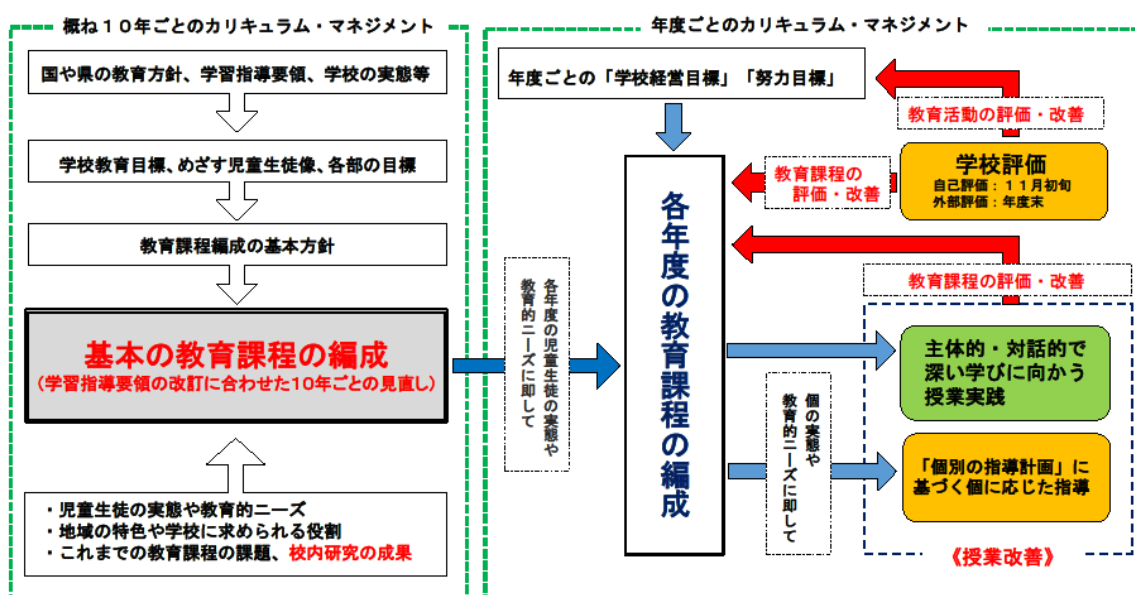 概ね１０年ごとのカリキュラム・マネジメント
国や県の教育方針、学習指導要領、学校の実態等
学校教育目標、めざす児童生徒像、各部の目標
教育課程編成の基本方針
基本の教育課程の編成
（学習指導要領の改訂に合わせた10年ごとの見直し）
・児童生徒の実態や教育的ニーズ
・地域の特色や学校に求められる役割
・これまでの教育課程の課題、校内研究の成果
各年度の児童生徒の実態や
教育的ニーズに即して
年度ごとのカリキュラム・マネジメント
年度ごとの「学校経営目標」「努力目標」
各年度の教育課程の編成
教育活動の評価・改善
学校評価
自己評価：１１月初旬
外部評価：年度末
教育課程の
評価・改善
教育課程の評価・改善
主体的・対話的で
深い学びに向かう
授業実践
個の実態や
教育的ニーズに即して
「個別の指導計画」に
基づく個に応じた指導
《授業改善》